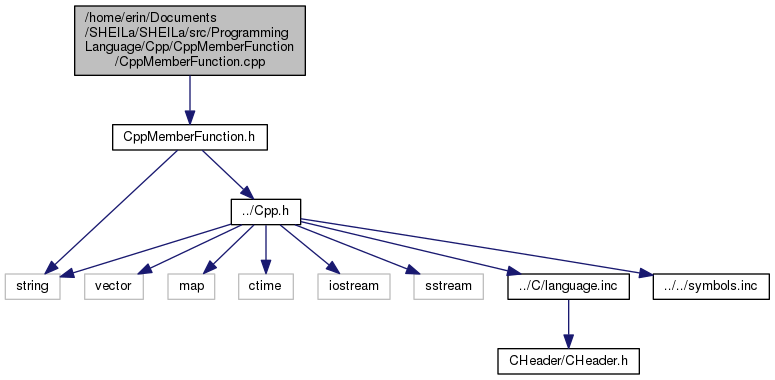 /home/erin/Documents
/SHEILa/SHEILa/src/Programming
Language/Cpp/CppMemberFunction
/CppMemberFunction.cpp
CppMemberFunction.h
../Cpp.h
string
vector
map
ctime
iostream
sstream
../C/language.inc
../../symbols.inc
CHeader/CHeader.h